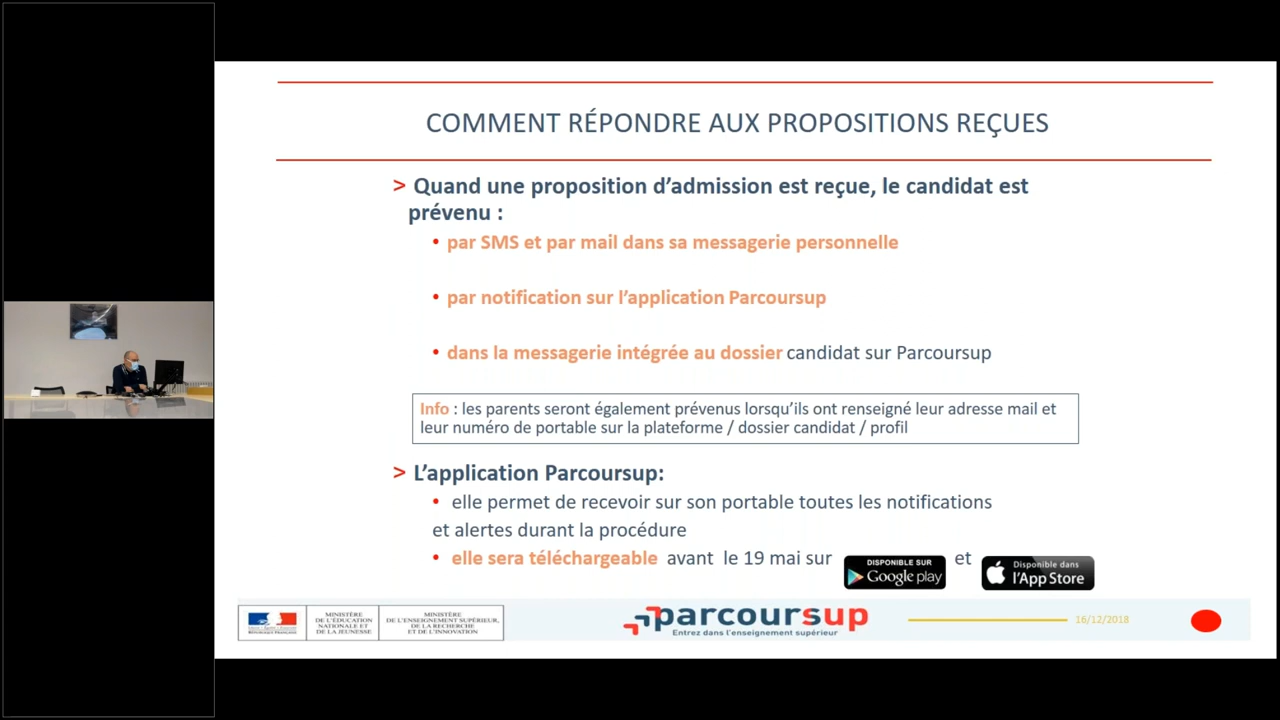 COMMENT RÉPONDRE AUX PROPOSITIONS REÇUES
> Quand une proposition d’admission est reçue, le candidat est
prévenu :
• par SMS et par mail dans sa messagerie personnelle
• par notification sur l’application Parcoursup
• dans la messagerie intégrée au dossier candidat sur Parcoursup
Info : les parents seront également prévenus lorsqu’ils ont renseigné leur adresse mail et
leur numéro de portable sur la plateforme / dossier candidat / profil
> L’application Parcoursup:
• elle permet de recevoir sur son portable toutes les notifications
et alertes durant la procédure
• elle sera téléchargeable avant le 19 mai sur
DISPONIBLE SUR
Google play
et
Disponible dans
l’App Store
MINISTÈRE
DE L’ÉDUCATION
NATIONALE ET
DE LA JEUNESSE
MINISTÈRE
DE L’ENSEIGNEMENT SUPÉRIEUR,
DE LA RECHERCHE
ET DE L’INNOVATION
parcoursup
Entrez dans l’enseignement supérieur
16/12/2018